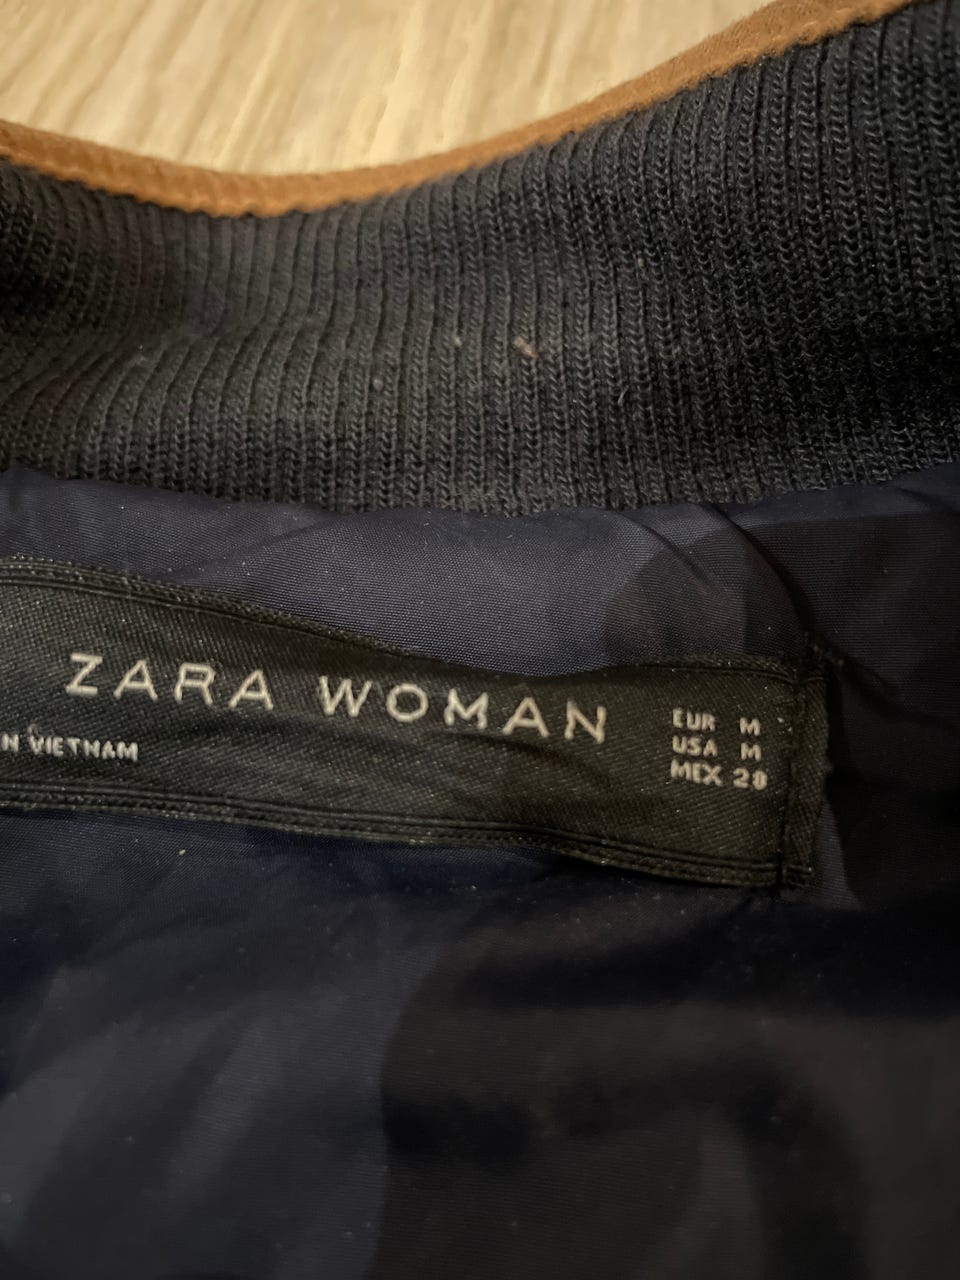 ZARA WOMAN
N VIETNAM
EUR M
USA M
MEX 28